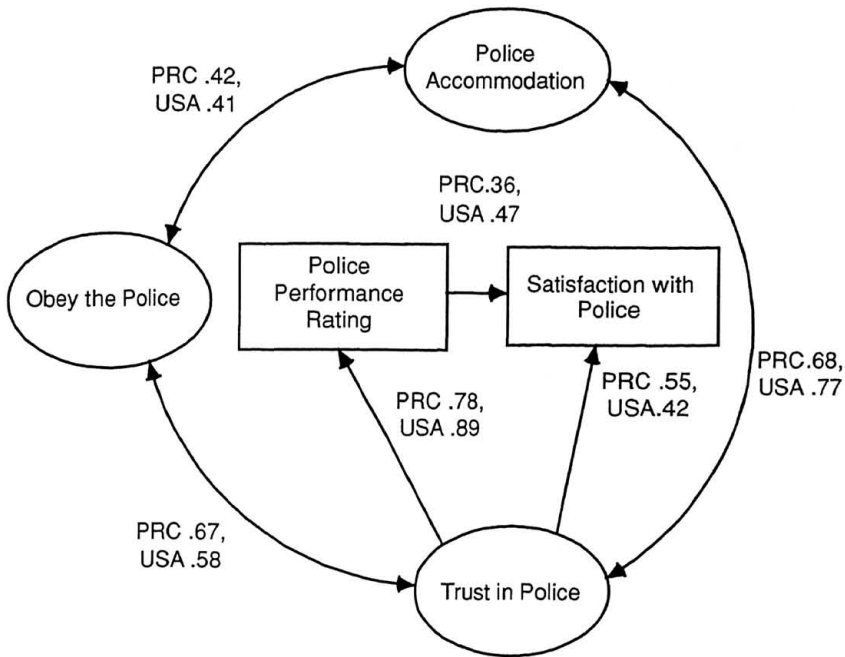 Police
Accommodation
PRC .42,
USA .41
PRC.36,
USA .47
Police
Performance
Rating
Satisfaction with
Police
Obey the Police
PRC.68,
USA .77
PRC .55,
USA.42
PRC .78,
USA .89
PRC .67,
USA .58
Trust in Police